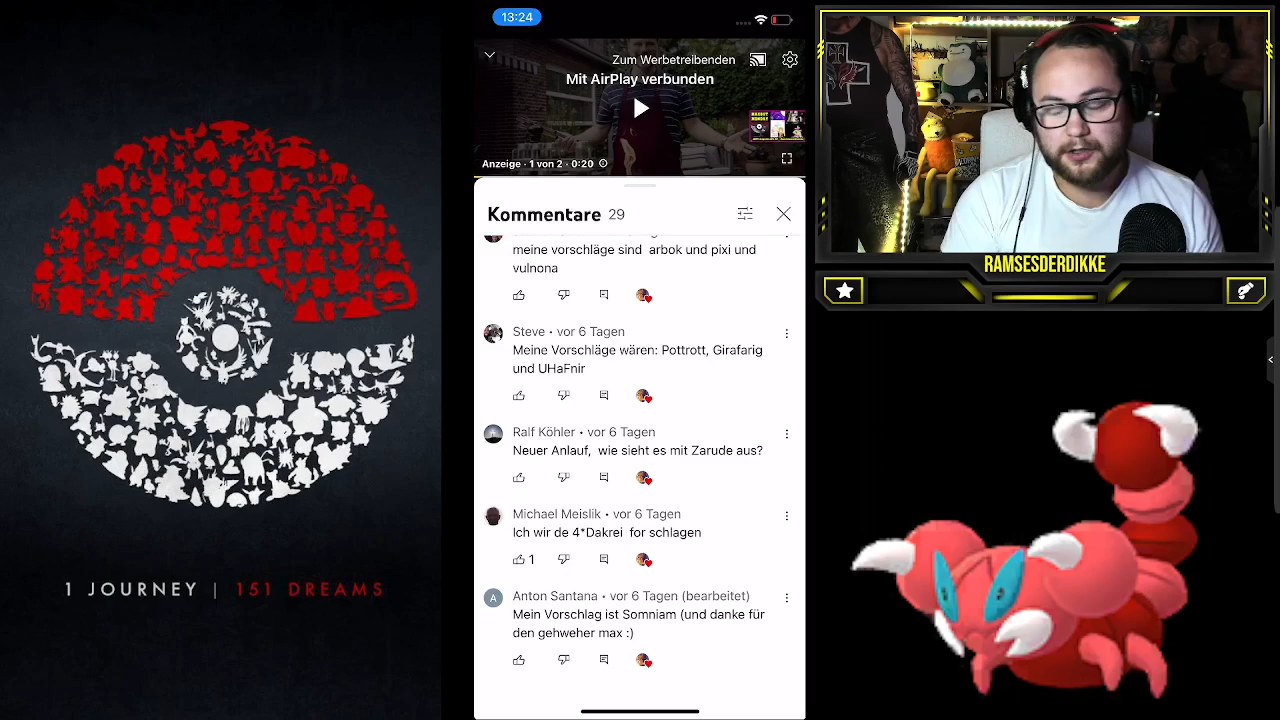 13:24
Zum Werbetreibenden
Mit AirPlay verbunden
Anzeige · 1 von 2 · 0:20
Kommentare 29
meine vorschläge sind arbok und pixi und
vulnona
Steve · vor 6 Tagen
Meine Vorschläge wären: Pottrott, Girafarig
und UHaFnir
Ralf Köhler · vor 6 Tagen
Neuer Anlauf, wie sieht es mit Zarude aus?
Michael Meislik · vor 6 Tagen
Ich wir de 4*Dakrei for schlagen
1
A
Anton Santana · vor 6 Tagen (bearbeitet)
Mein Vorschlag ist Somniam (und danke für
den gehweher max :)
1 JOURNEY | 151 DREAMS
RAMSESDERDIKKE